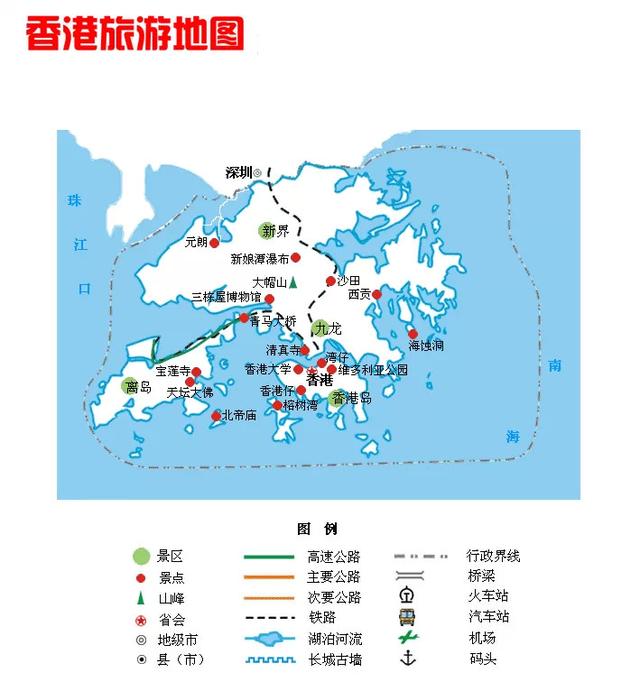 香港旅游地图
深圳
珠
江
口
元朗
新界
新娘潭瀑布
大帽山
沙田
三栋屋博物馆
西贡
青马大桥
九龙
海蚀洞
清真寺
湾仔
宝莲寺
香港大学
维多利亚公园
香港
南
离岛
天坛大佛
香港仔
香港岛
榕树湾
北帝庙
海
图 例
景区
高速公路
行政界线
景点
主要公路
桥梁
山峰
次要公路
火车站
省会
铁路
汽车站
地级市
湖泊河流
机场
县（市）
长城古墙
码头